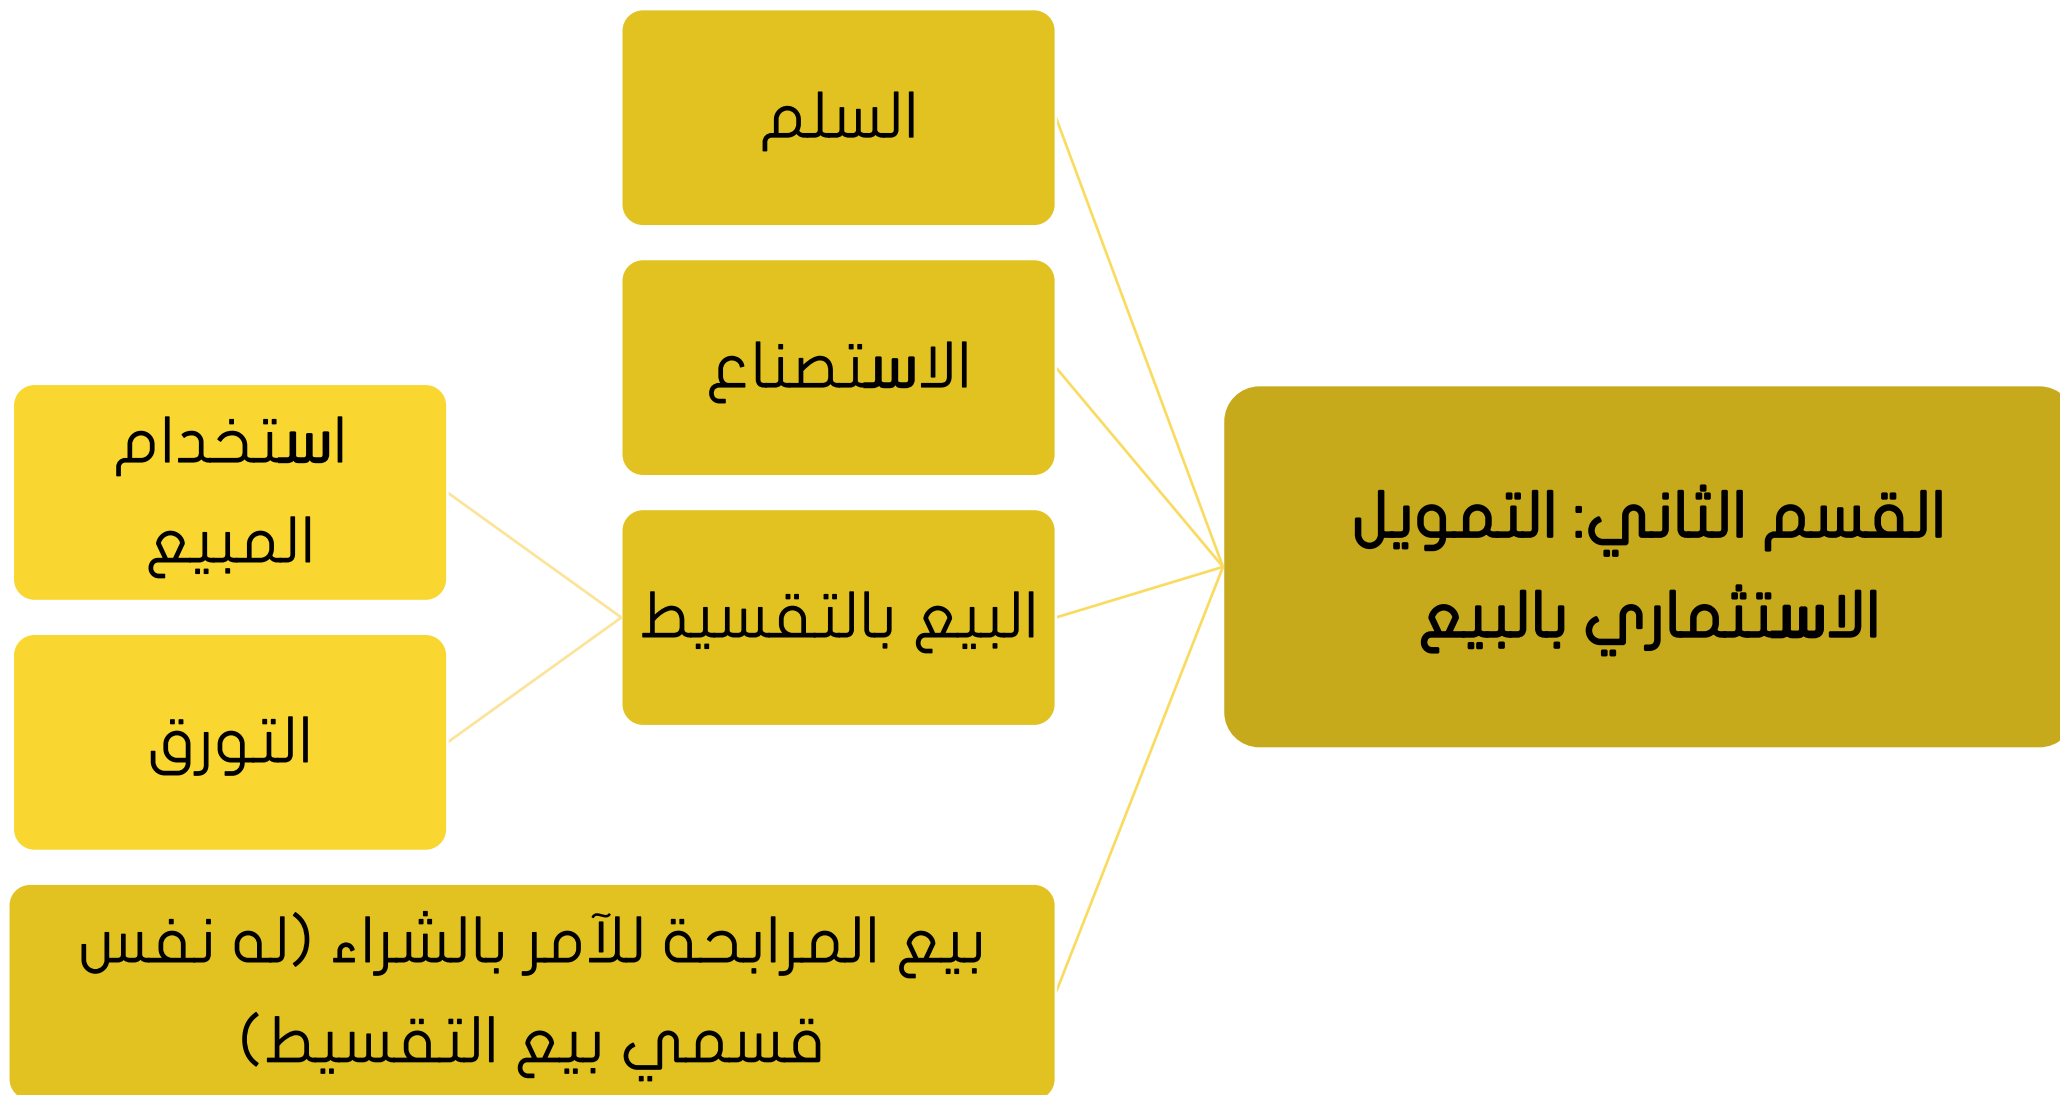 القسم الثاني: التمويل
الاستثماري بالبيع
السلم
الاستصناع
البيع بالتقسيط
استخدام
المبيع
التورق
بيع المرابحة للآمر بالشراء (له نفس
قسمي بيع التقسيط)